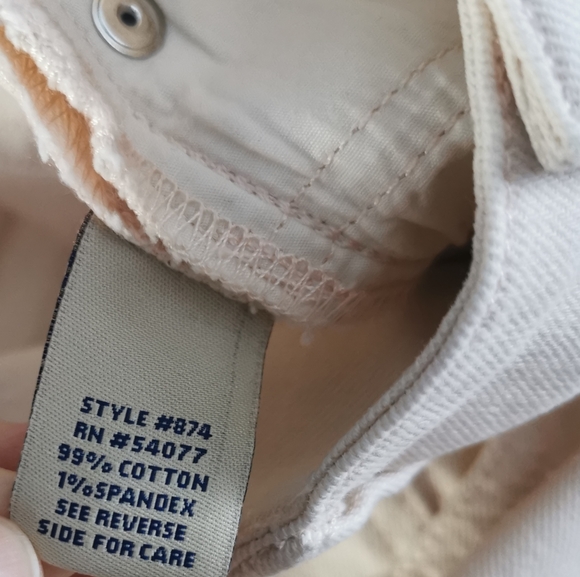 STYLE #874
RN #54077
99% COTTON
1%SPANDEX
SEE REVERSE
SIDE FOR CARE